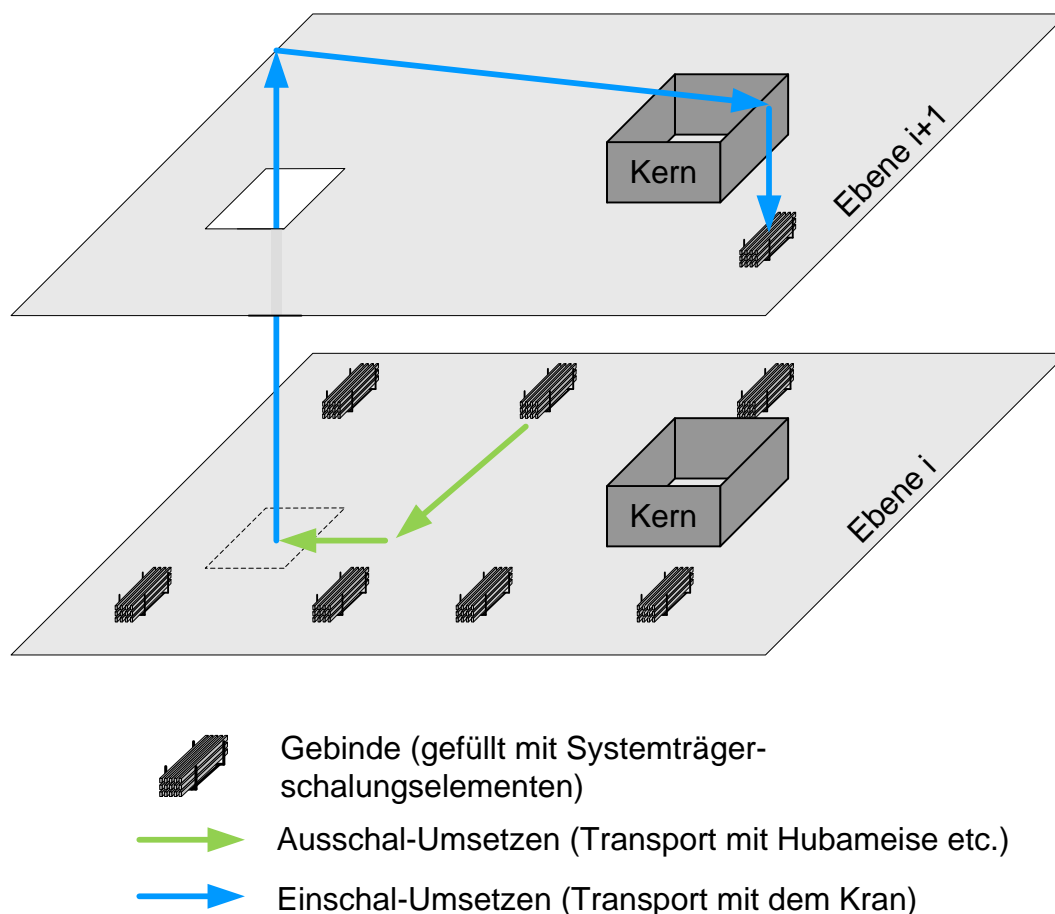 Kern
Ebene i+1
Kern
Ebene i
Gebinde (gefüllt mit Systemträger-
schalungselementen)
Ausschal-Umsetzen (Transport mit Hubameise etc.)
Einschal-Umsetzen (Transport mit dem Kran)